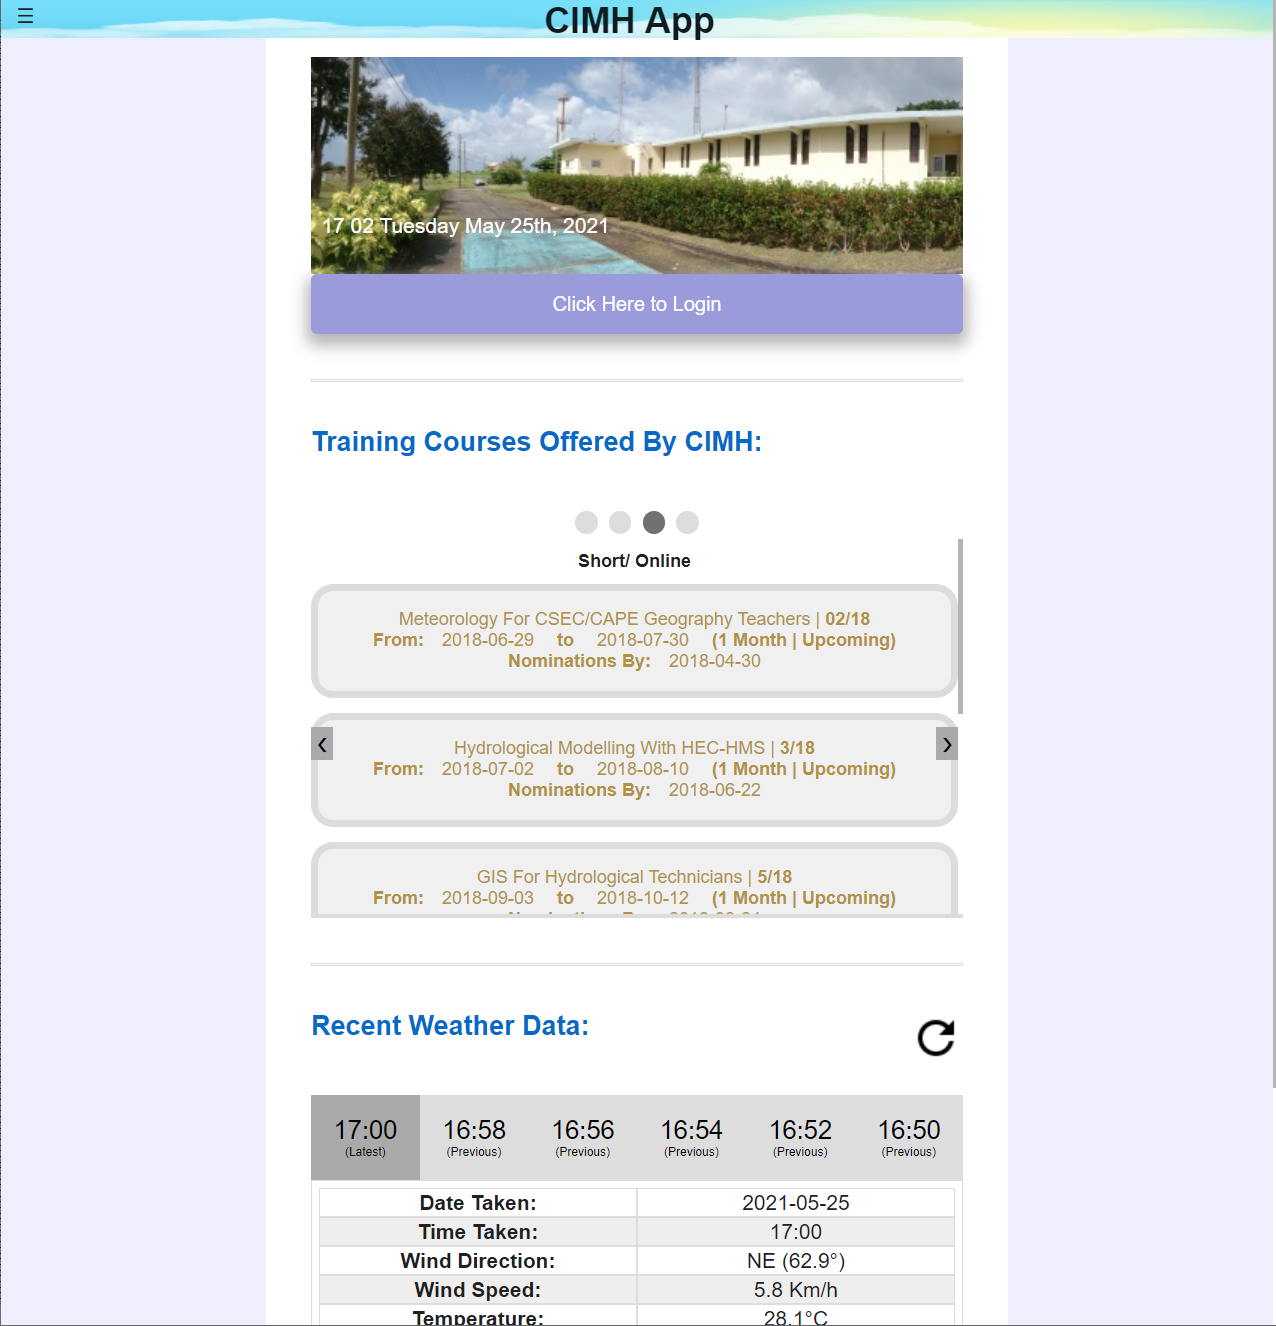 ☰
CIMH App
17 02 Tuesday May 25th, 2021
Click Here to Login
Training Courses Offered By CIMH:
Short/ Online
Meteorology For CSEC/CAPE Geography Teachers | 02/18
From: 2018-06-29 to 2018-07-30 (1 Month | Upcoming)
Nominations By: 2018-04-30
❮ ❯
Hydrological Modelling With HEC-HMS | 3/18
From: 2018-07-02 to 2018-08-10 (1 Month | Upcoming)
Nominations By: 2018-06-22
GIS For Hydrological Technicians | 5/18
From: 2018-09-03 to 2018-10-12 (1 Month | Upcoming)
Recent Weather Data:
17:00 16:58 16:56 16:54 16:52 16:50
(Latest) (Previous) (Previous) (Previous) (Previous) (Previous)
Date Taken: 2021-05-25
Time Taken: 17:00
Wind Direction: NE (62.9°)
Wind Speed: 5.8 Km/h
Temperature: 28.1°C